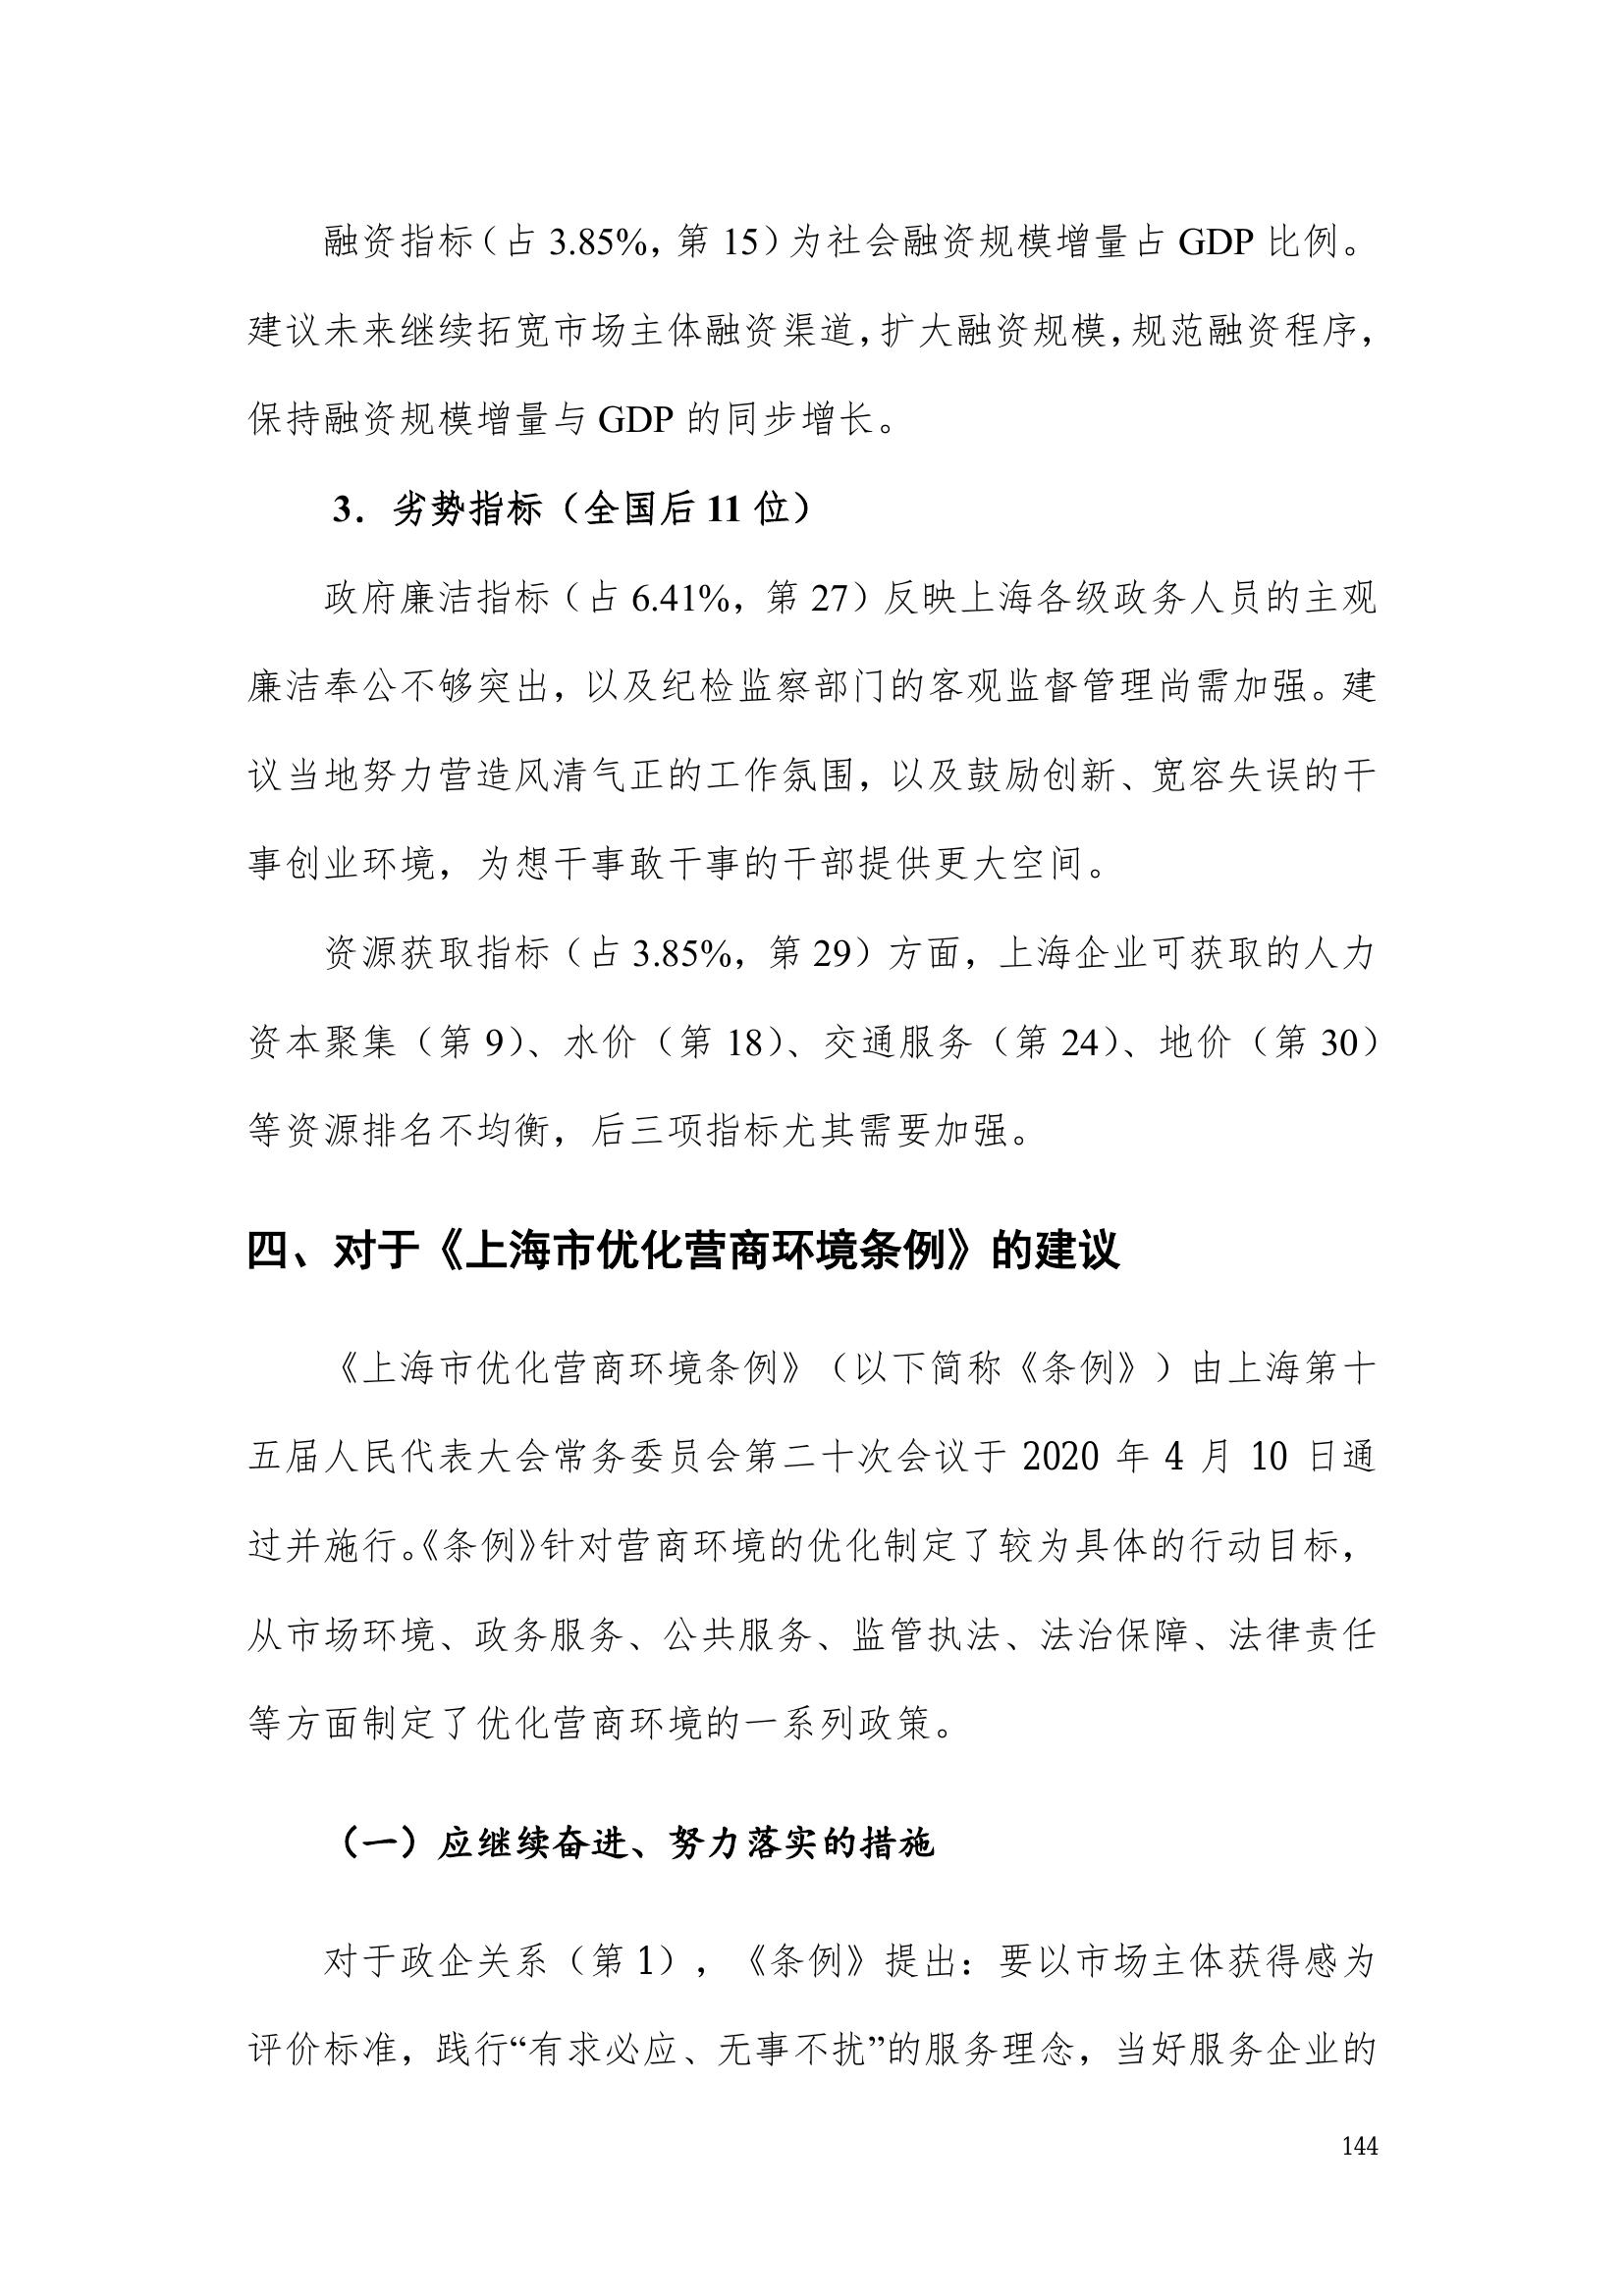 融资指标（占 3.85%，第 15）为社会融资规模增量占 GDP 比例。
建议未来继续拓宽市场主体融资渠道，扩大融资规模，规范融资程序，
保持融资规模增量与 GDP 的同步增长。
3．劣势指标（全国后 11 位）
政府廉洁指标（占 6.41%，第 27）反映上海各级政务人员的主观
廉洁奉公不够突出，以及纪检监察部门的客观监督管理尚需加强。建
议当地努力营造风清气正的工作氛围，以及鼓励创新、宽容失误的干
事创业环境，为想干事敢干事的干部提供更大空间。
资源获取指标（占 3.85%，第 29）方面，上海企业可获取的人力
资本聚集（第 9）、水价（第 18）、交通服务（第 24）、地价（第 30）
等资源排名不均衡，后三项指标尤其需要加强。
四、对于《上海市优化营商环境条例》的建议
《上海市优化营商环境条例》（以下简称《条例》）由上海第十
五届人民代表大会常务委员会第二十次会议于 2020 年 4 月 10 日通
过并施行。《条例》针对营商环境的优化制定了较为具体的行动目标，
从市场环境、政务服务、公共服务、监管执法、法治保障、法律责任
等方面制定了优化营商环境的一系列政策。
（一）应继续奋进、努力落实的措施
对于政企关系（第 1），《条例》提出：要以市场主体获得感为
评价标准，践行“有求必应、无事不扰”的服务理念，当好服务企业的
144